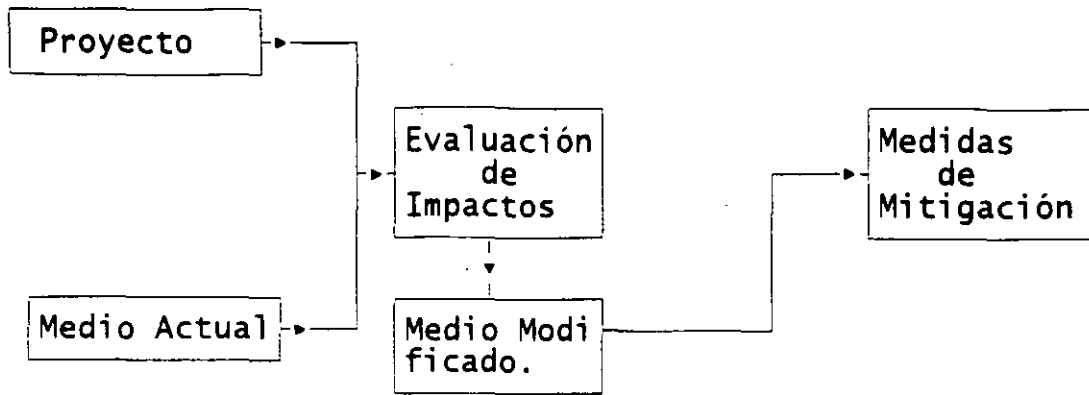 Proyecto
Evaluación
de
Impactos
Medidas
de
Mitigación
Medio Actual
Medio Modi
ficado.